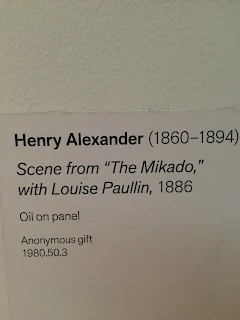 Henry Alexander (1860–1894)
Scene from “The Mikado,”
with Louise Paullin, 1886
Oil on panel
Anonymous gift
1980.50.3